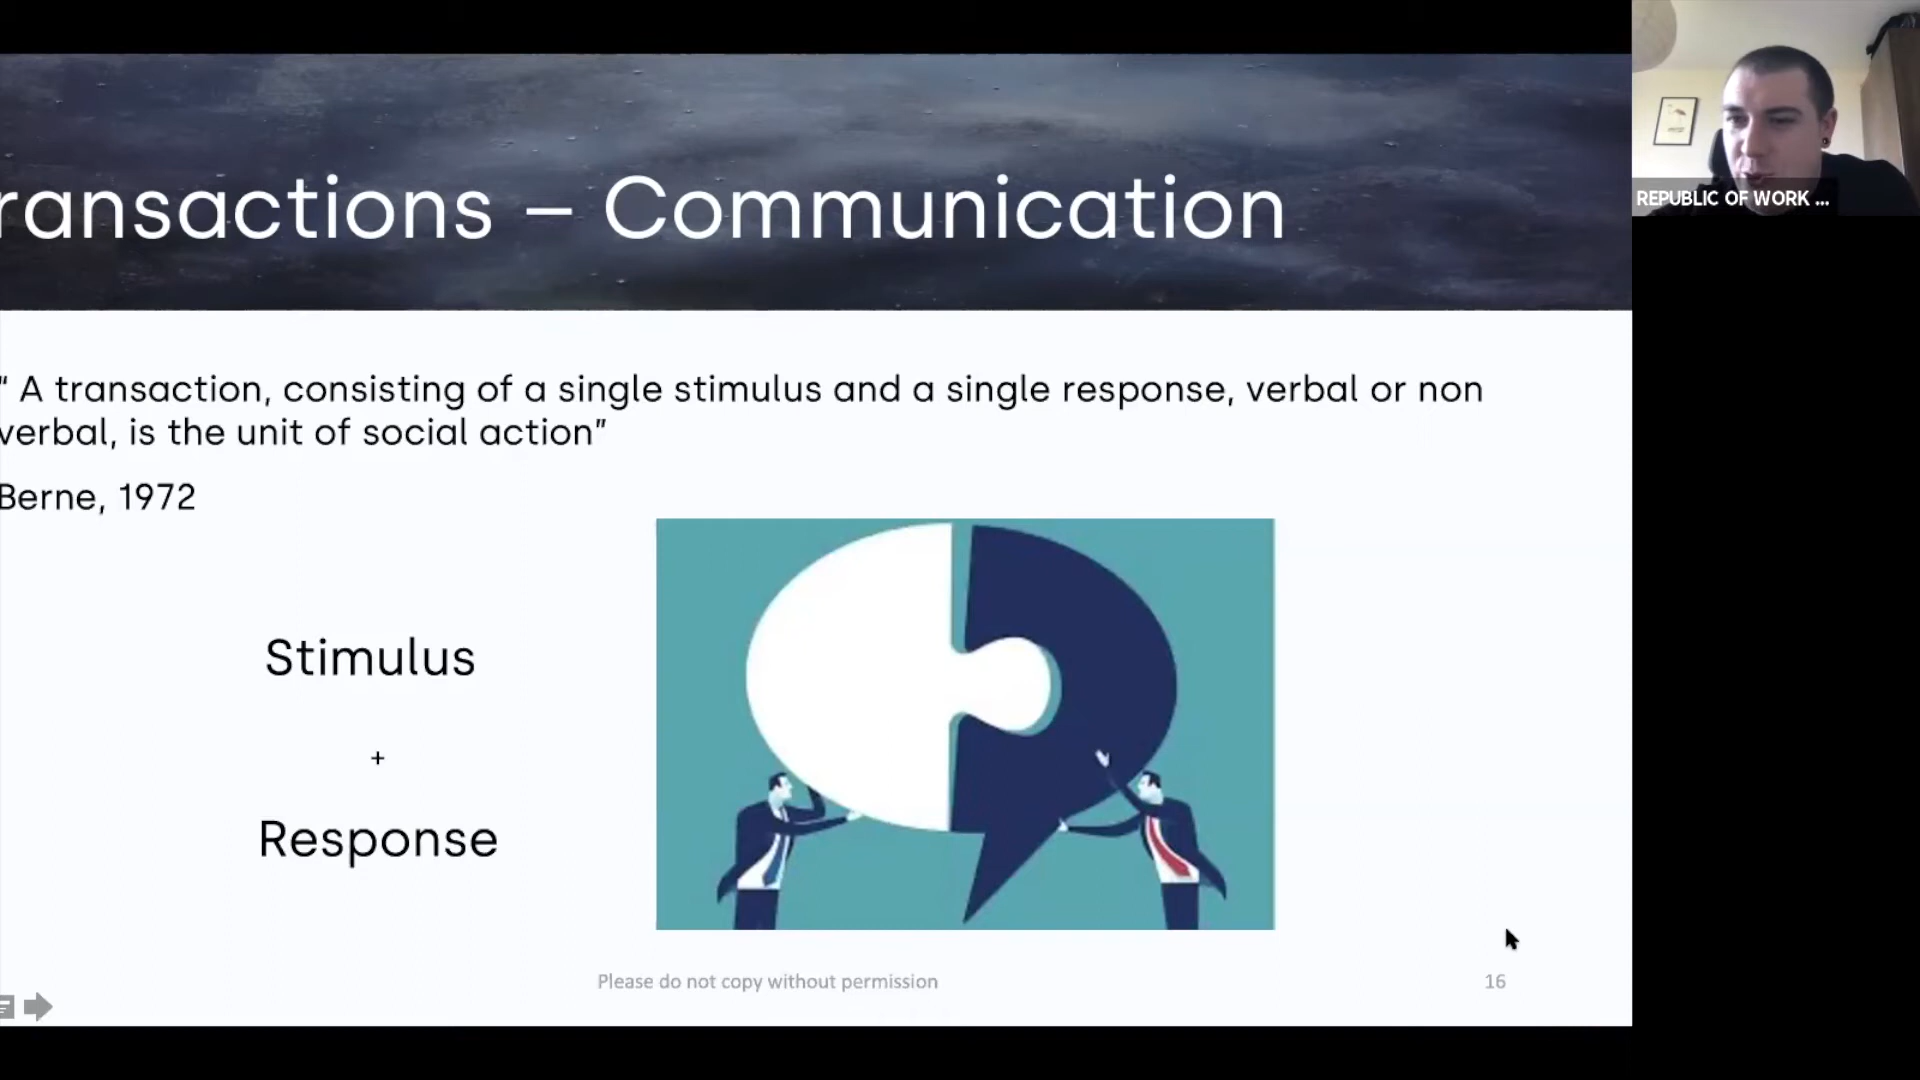 ransactions – Communication
REPUBLIC OF WORK ...
" A transaction, consisting of a single stimulus and a single response, verbal or non
verbal, is the unit of social action"
Berne, 1972
Stimulus
+
Response
Please do not copy without permission
16